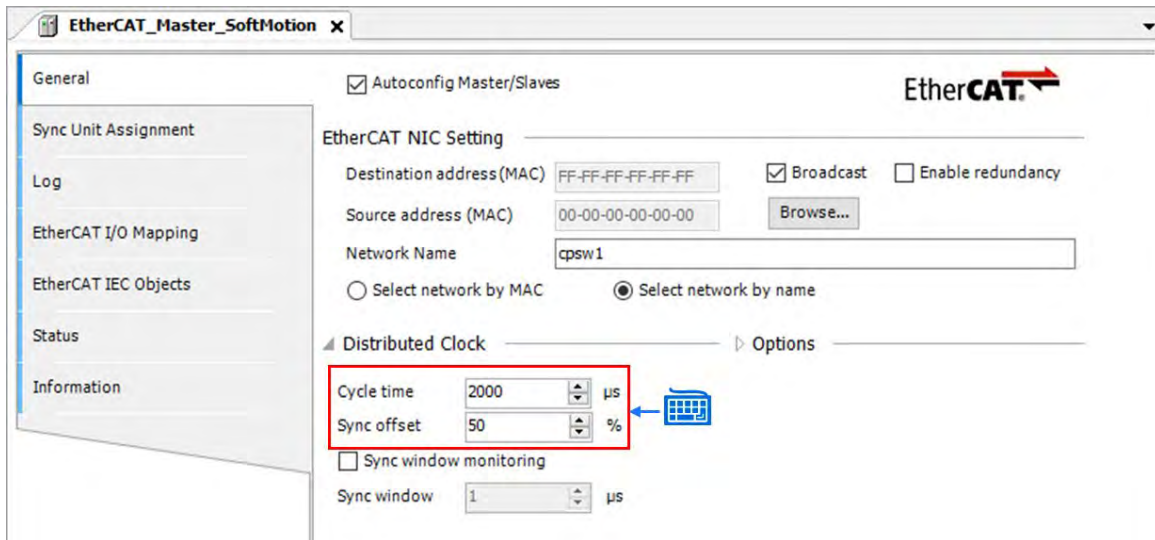 EtherCAT_Master_SoftMotion
General
Sync Unit Assignment
Log
EtherCAT I/O Mapping
EtherCAT IEC Objects
Status
Information
Autoconfig Master/Slaves
EtherCAT.
EtherCAT NIC Setting
Destination address (MAC) FF-FF-FF-FF-FF-FF Broadcast Enable redundancy
Source address (MAC) 00-00-00-00-00-00 Browse...
Network Name cpsw1
Select network by MAC Select network by name
Distributed Clock Options
Cycle time 2000 µs
Sync offset 50 %
Sync window monitoring
Sync window 1 µs